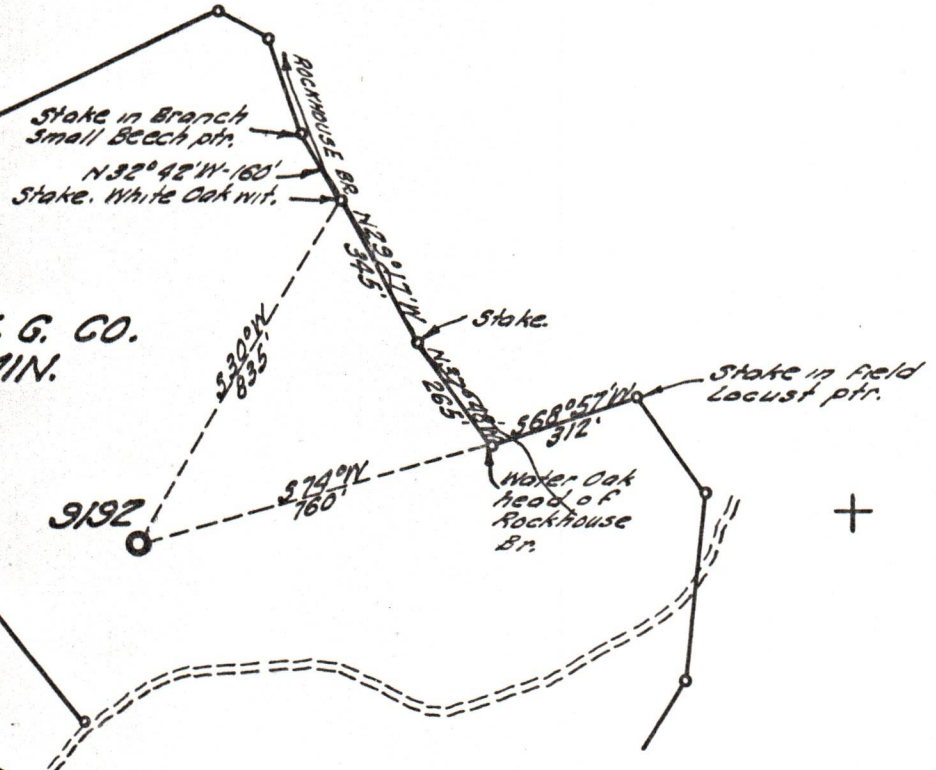 ROCKHOUSE BR.
Stake in Branch
Small Beech ptr.
N32°42'W-160'
Stake. White Oak wit.
N29°17'W
345'
G. CO.
MIN.
S30°W
835'
Stake.
N37°48'W
265'
Stake in field
Locust ptr.
S68°57'W
312'
S74°W
760'
Water Oak
head of
Rockhouse
Br.
9192